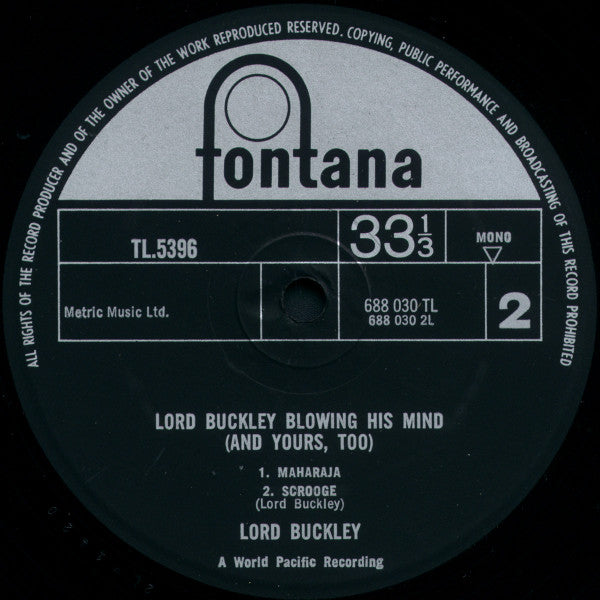 ALL RIGHTS OF THE RECORD PRODUCER AND OF THE OWNER OF THE WORK REPRODUCED RESERVED. COPYING, PUBLIC PERFORMANCE AND BROADCASTING OF THIS RECORD PROHIBITED
fontana
TL.5396
33 1/3
MONO
Metric Music Ltd.
688 030 TL
688 030 2L
2
LORD BUCKLEY BLOWING HIS MIND
(AND YOURS, TOO)
1. MAHARAJA
2. SCROOGE
(Lord Buckley)
LORD BUCKLEY
A World Pacific Recording